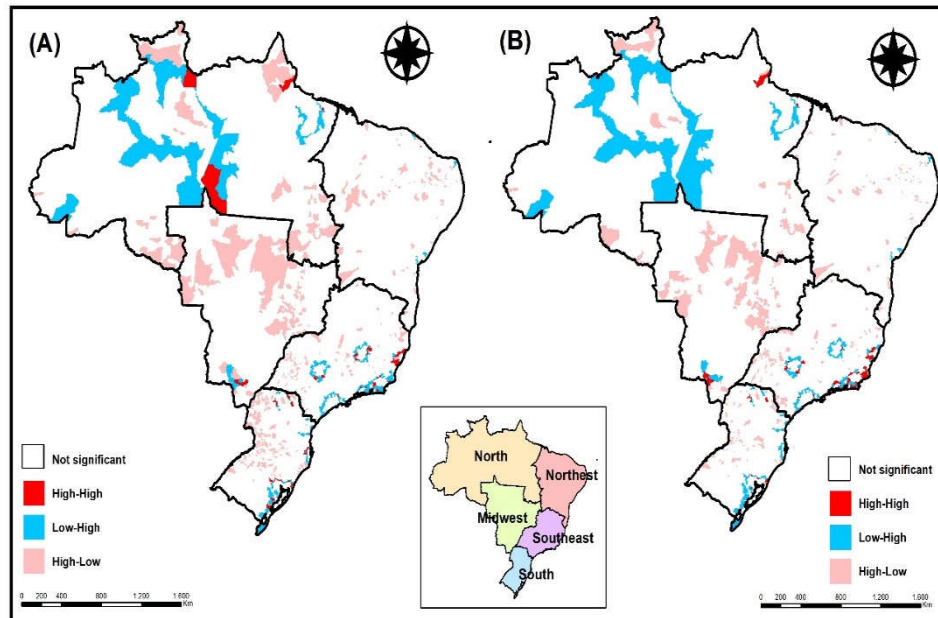 (A)
(B)
Not significant
High-High
Low-High
High-Low
0 200 400 800 1.200 1.600
Km
North
Northest
Midwest
Southeast
South
Not significant
High-High
Low-High
High-Low
0 200 400 800 1.200 1.600
Km